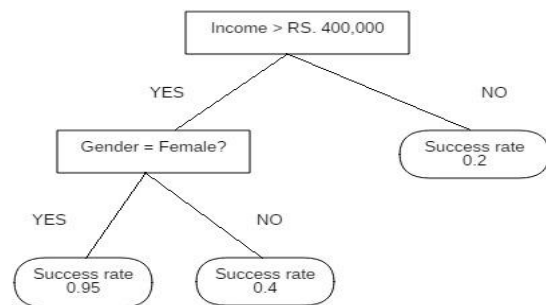 Income > RS. 400,000
YES
NO
Gender = Female?
Success rate
0.2
YES
NO
Success rate
0.95
Success rate
0.4